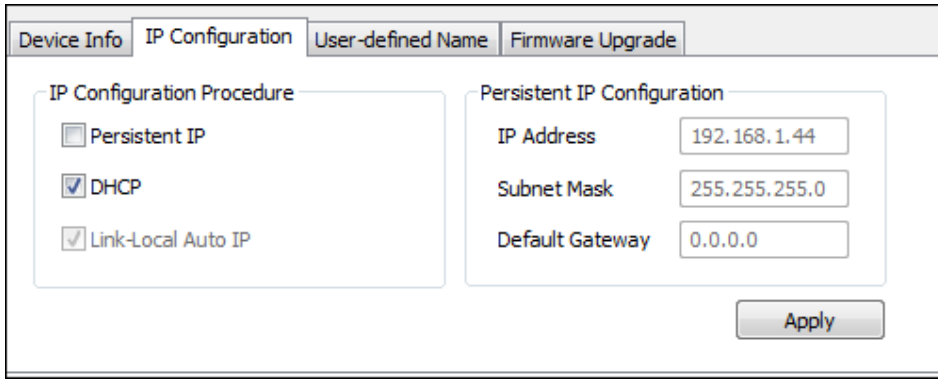 Device Info IP Configuration User-defined Name Firmware Upgrade
IP Configuration Procedure
Persistent IP
DHCP
Link-Local Auto IP
Persistent IP Configuration
IP Address 192.168.1.44
Subnet Mask 255.255.255.0
Default Gateway 0.0.0.0
Apply